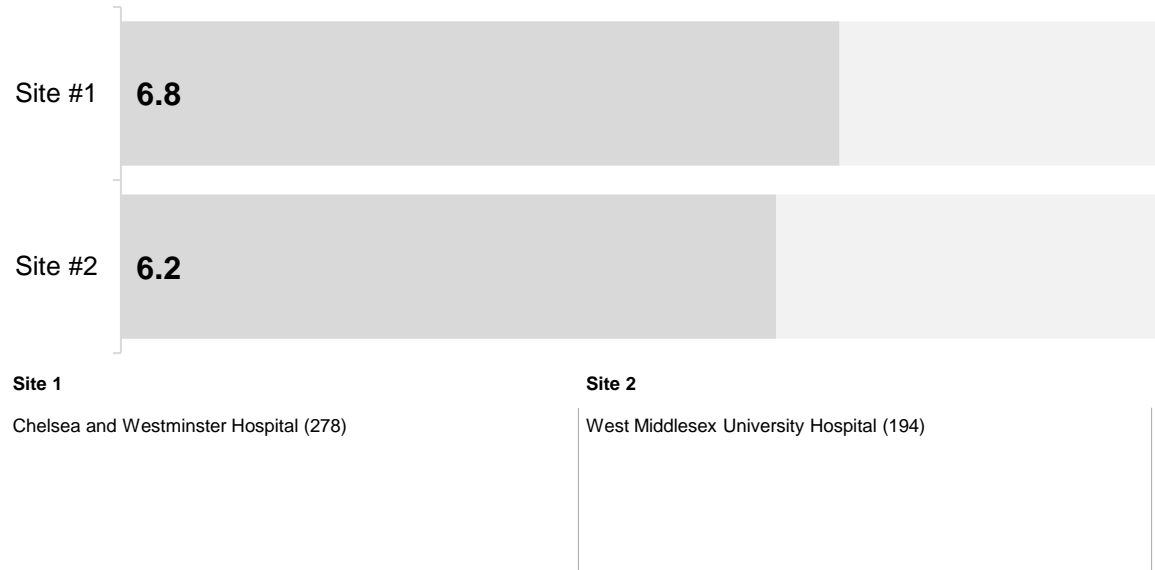 Site #1
6.8
Site #2
6.2
Site 1
Chelsea and Westminster Hospital (278)
Site 2
West Middlesex University Hospital (194)